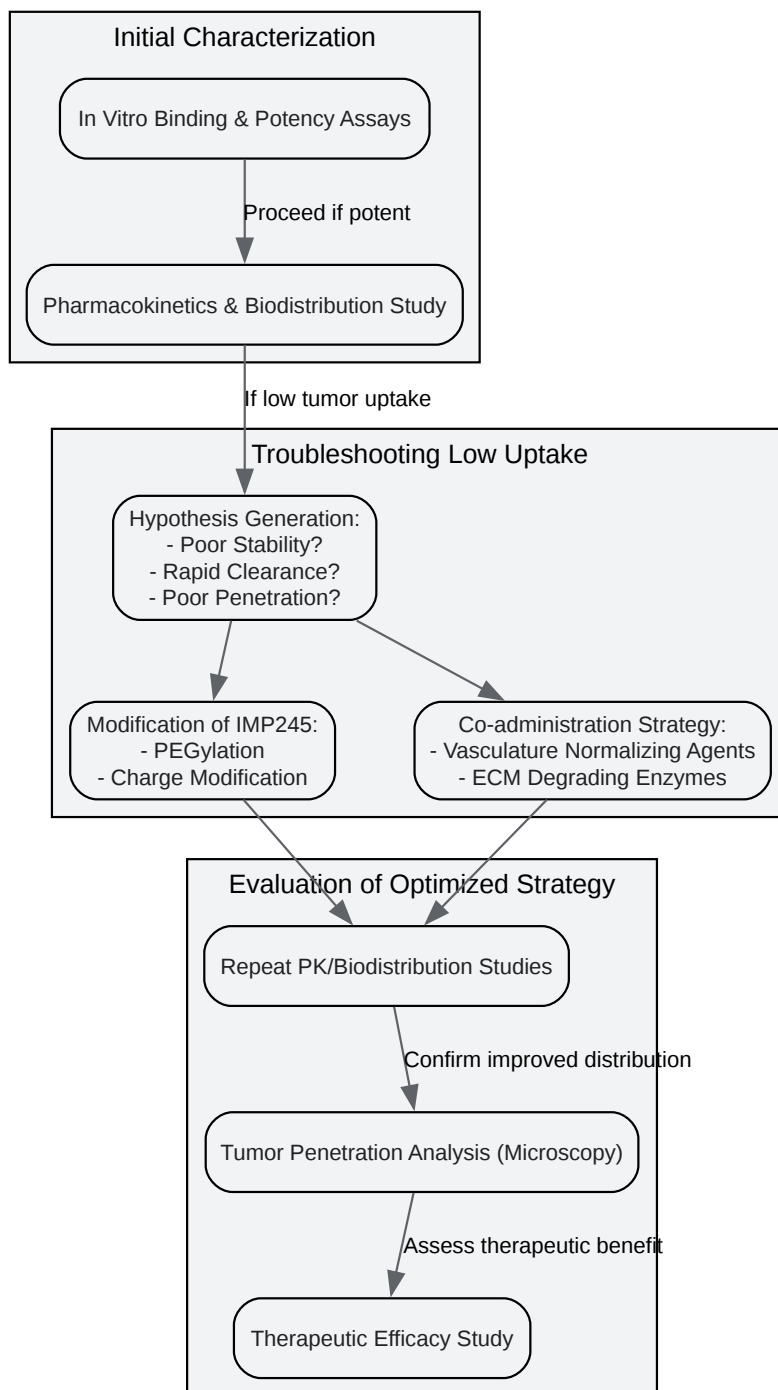 Initial Characterization
In Vitro Binding & Potency Assays
Proceed if potent
Pharmacokinetics & Biodistribution Study
If low tumor uptake
Troubleshooting Low Uptake
Hypothesis Generation:
- Poor Stability?
- Rapid Clearance?
- Poor Penetration?
Modification of IMP245:
- PEGylation
- Charge Modification
Co-administration Strategy:
- Vasculature Normalizing Agents
- ECM Degrading Enzymes
Evaluation of Optimized Strategy
Repeat PK/Biodistribution Studies
Confirm improved distribution
Tumor Penetration Analysis (Microscopy)
Assess therapeutic benefit
Therapeutic Efficacy Study